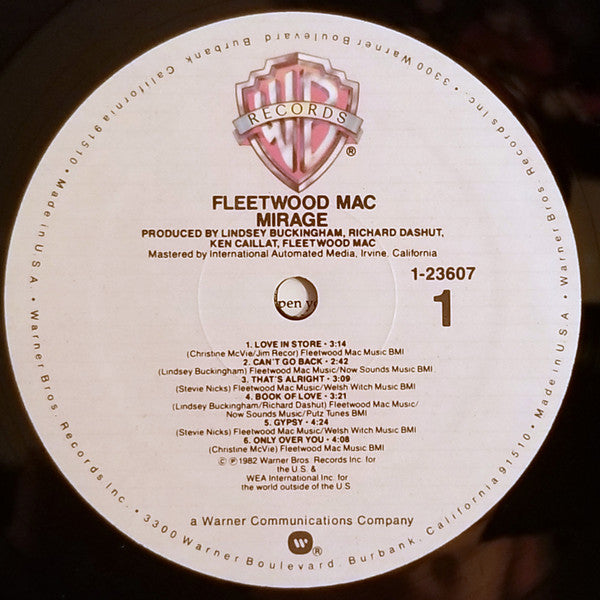 WB
RECORDS
®
FLEETWOOD MAC
MIRAGE
PRODUCED BY LINDSEY BUCKINGHAM, RICHARD DASHUT,
KEN CAILLAT, FLEETWOOD MAC
Mastered by International Automated Media, Irvine, California
1-23607
1
pen y
1. LOVE IN STORE • 3:14
(Christine McVie/Jim Recor) Fleetwood Mac Music BMI
2. CAN'T GO BACK • 2:42
(Lindsey Buckingham) Fleetwood Mac Music/Now Sounds Music BMI
3. THAT'S ALRIGHT • 3:09
(Stevie Nicks) Fleetwood Mac Music/Welsh Witch Music BMI
4. BOOK OF LOVE • 3:21
(Lindsey Buckingham/Richard Dashut) Fleetwood Mac Music/
Now Sounds Music/Putz Tunes BMI
5. GYPSY • 4:24
(Stevie Nicks) Fleetwood Mac Music/Welsh Witch Music BMI
6. ONLY OVER YOU • 4:08
(Christine McVie) Fleetwood Mac Music BMI
© ℗ 1982 Warner Bros. Records Inc. for
the U.S. &
WEA International Inc. for
the world outside of the U.S
a Warner Communications Company
®
Warner Bros. Records Inc. • 3300 Warner Boulevard, Burbank, California 91510 • Made in U.S.A. •
Warner Bros. Records Inc. • 3300 Warner Boulevard, Burbank, California 91510 • Made in U.S.A. •